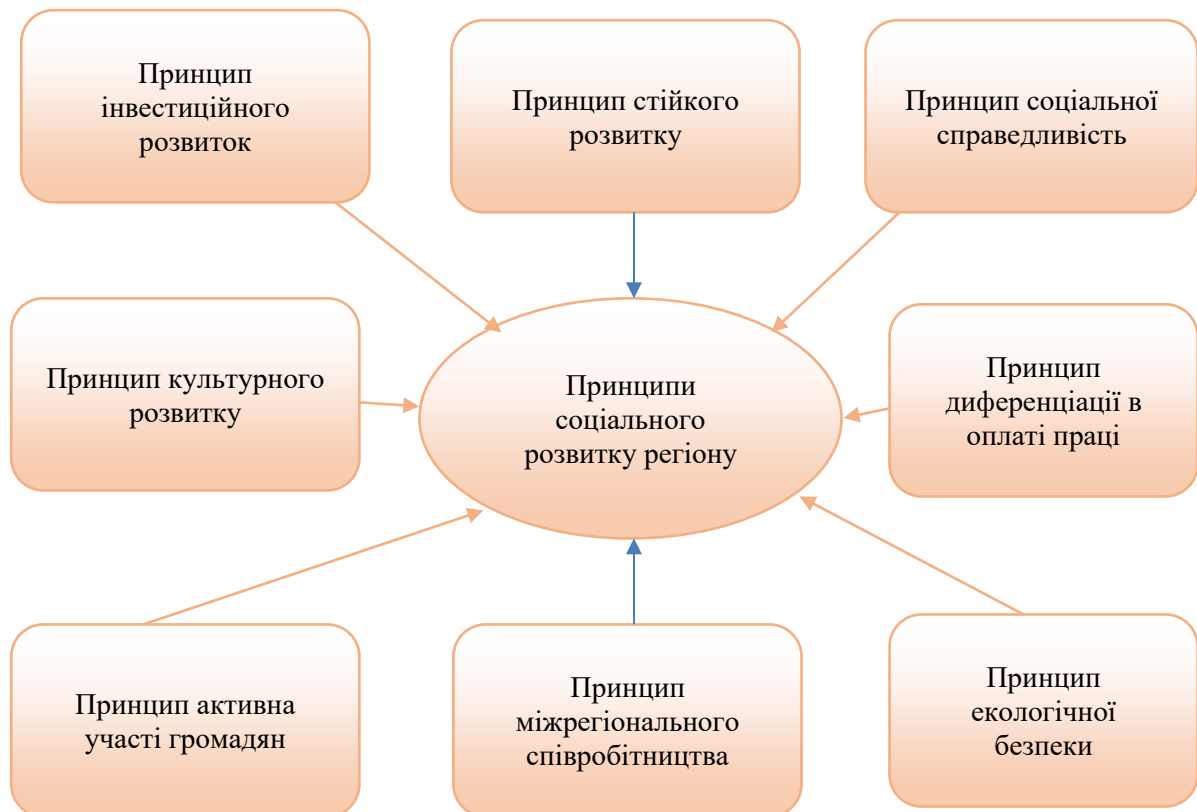 Принцип
інвестиційного
розвиток
Принцип стійкого
розвитку
Принцип соціальної
справедливість
Принцип культурного
розвитку
Принципи
соціального
розвитку регіону
Принцип
диференціації в
оплаті праці
Принцип активна
участі громадян
Принцип
міжрегіонального
співробітництва
Принцип
екологічної
безпеки